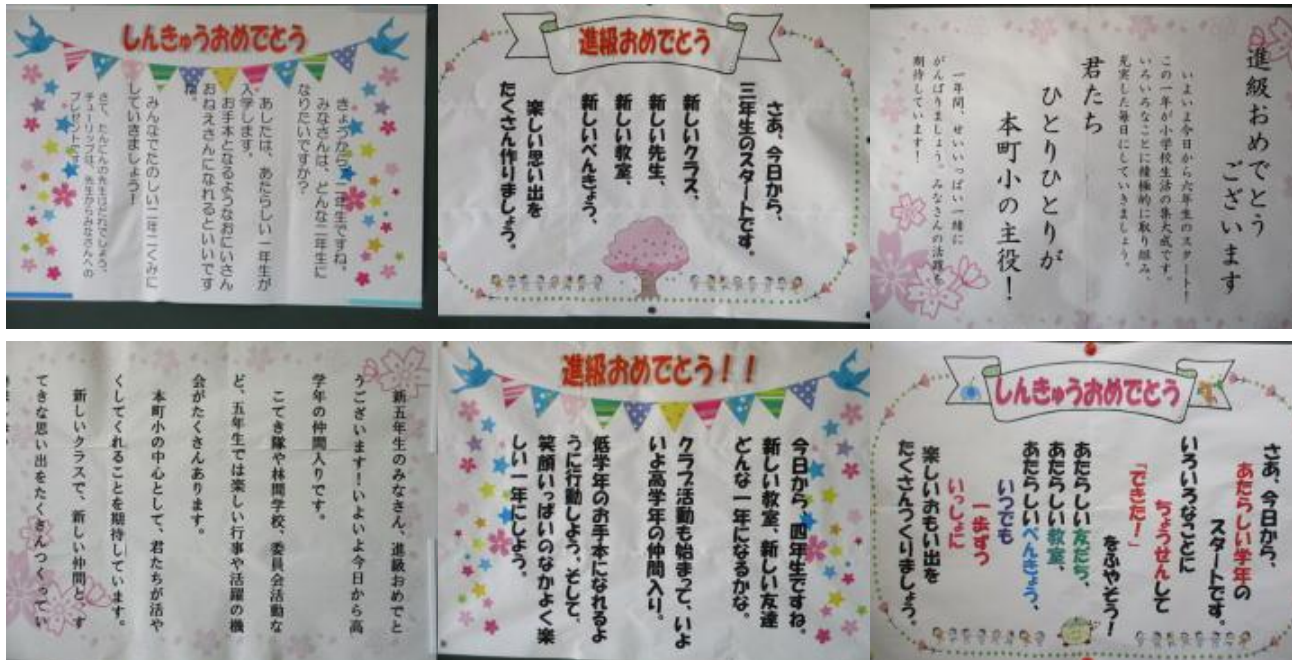 しんきゅうおめでとう
きょうから、二年生ですね。
みなさんは、どんな二年生に
なりたいですか？
あしたは、あたらしい一年生が
入学します。
お手本となるようなおにいさん
おねえさんになれるといいです
ね。
みんなでたのしい二年二くみに
していきましょう！
さて、たんにんの先生はだれでしょう。
チューリップは、先生からみなさんへの
プレゼントです。
進級おめでとう
さあ、今日から、
三年生のスタートです。
新しいクラス、
新しい先生、
新しい教室、
新しいべんきょう、
楽しい思い出を
たくさん作りましょう。
進級おめでとう
ございます
いよいよ今日から六年生のスタート！
この一年が小学校生活の集大成です。
いろいろなことに積極的に取り組み、
充実した毎日にしていきましょう。
君たち
ひとりひとりが
本町小の主役！
一年間、せいいっぱい一緒に
がんばりましょう。みなさんの活躍を
期待しています！
新五年生のみなさん、進級おめでと
うございます！いよいよ今日から高
学年の仲間入りです。
こてき隊や林間学校、委員会活動な
ど、五年生では楽しい行事や活躍の機
会がたくさんあります。
本町小の中心として、君たちが活や
くしてくれることを期待しています。
新しいクラスで、新しい仲間と、す
てきな思い出をたくさんつくってい
進級おめでとう！！
今日から、四年生ですね。
新しい教室、新しい友達
どんな一年になるかな。
クラブ活動も始まって、いよ
いよ高学年の仲間入り。
低学年のお手本になれるよ
うに行動しよう。そして、
笑顔いっぱいのなかよく楽
しい一年にしよう。
しんきゅうおめでとう
さあ、今日から、
あたらしい学年の
スタートです。
いろいろなことに
ちょうせんして
「できた！」
をふやそう！
あたらしい友だち、
あたらしい教室、
あたらしいべんきょう、
いつでも
一歩ずつ
いっしょに
楽しいおもい出を
たくさんつくりましょう。